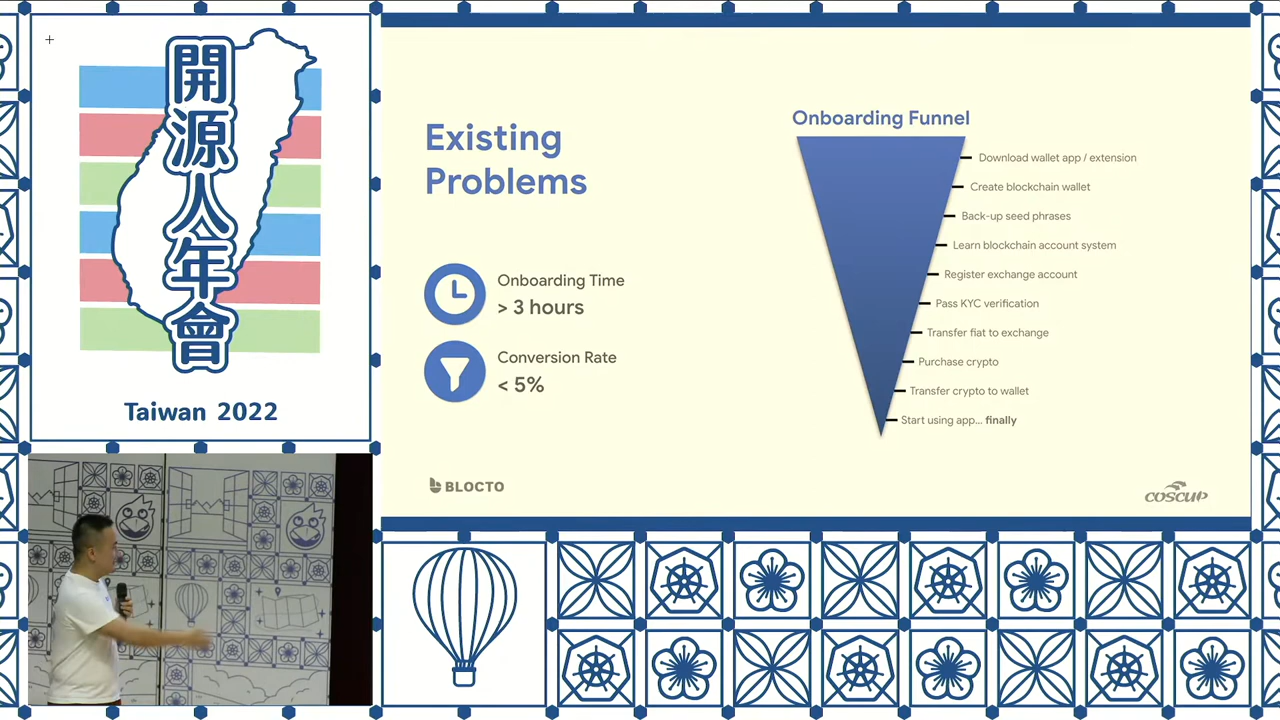 開源人年會
Taiwan 2022
Existing
Problems
Onboarding Time
> 3 hours
Conversion Rate
< 5%
Onboarding Funnel
Download wallet app / extension
Create blockchain wallet
Back-up seed phrases
Learn blockchain account system
Register exchange account
Pass KYC verification
Transfer fiat to exchange
Purchase crypto
Transfer crypto to wallet
Start using app... finally
BLOCTO
COSCUP